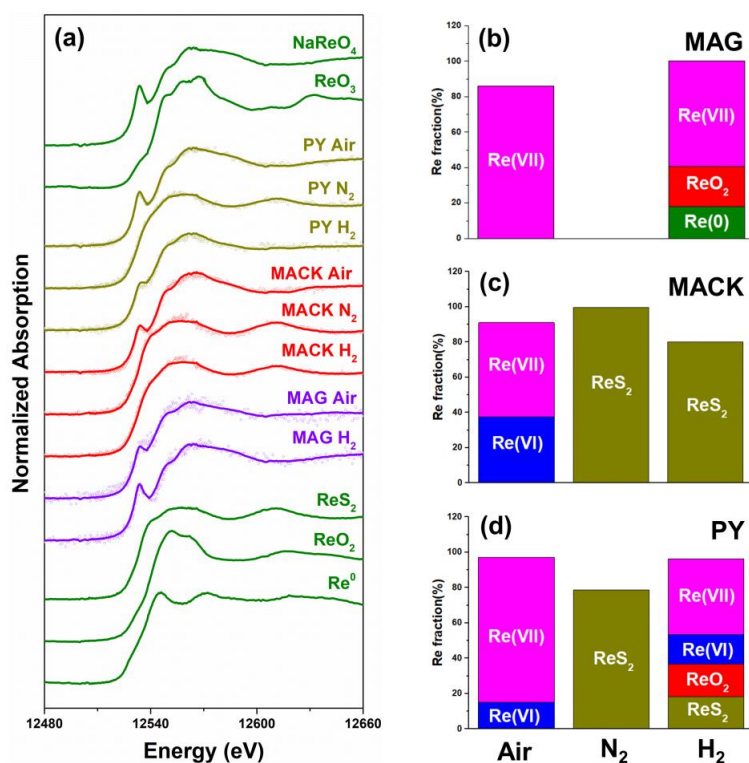 (a)
NaReO₄
ReO₃
PY Air
PY N₂
PY H₂
MACK Air
MACK N₂
MACK H₂
MAG Air
MAG H₂
ReS₂
ReO₂
Re⁰
Normalized Absorption
12480 12540 12600 12660
Energy (eV)
(b) MAG
Re fraction(%)
120
100
80
60
40
20
0
Re(VII)
Re(VII)
ReO₂
Re(0)
(c) MACK
Re fraction(%)
120
100
80
60
40
20
0
Re(VII)
Re(VI)
ReS₂
ReS₂
(d) PY
Re fraction(%)
120
100
80
60
40
20
0
Re(VII)
Re(VI)
ReS₂
Re(VII)
Re(VI)
ReO₂
ReS₂
Air N₂ H₂